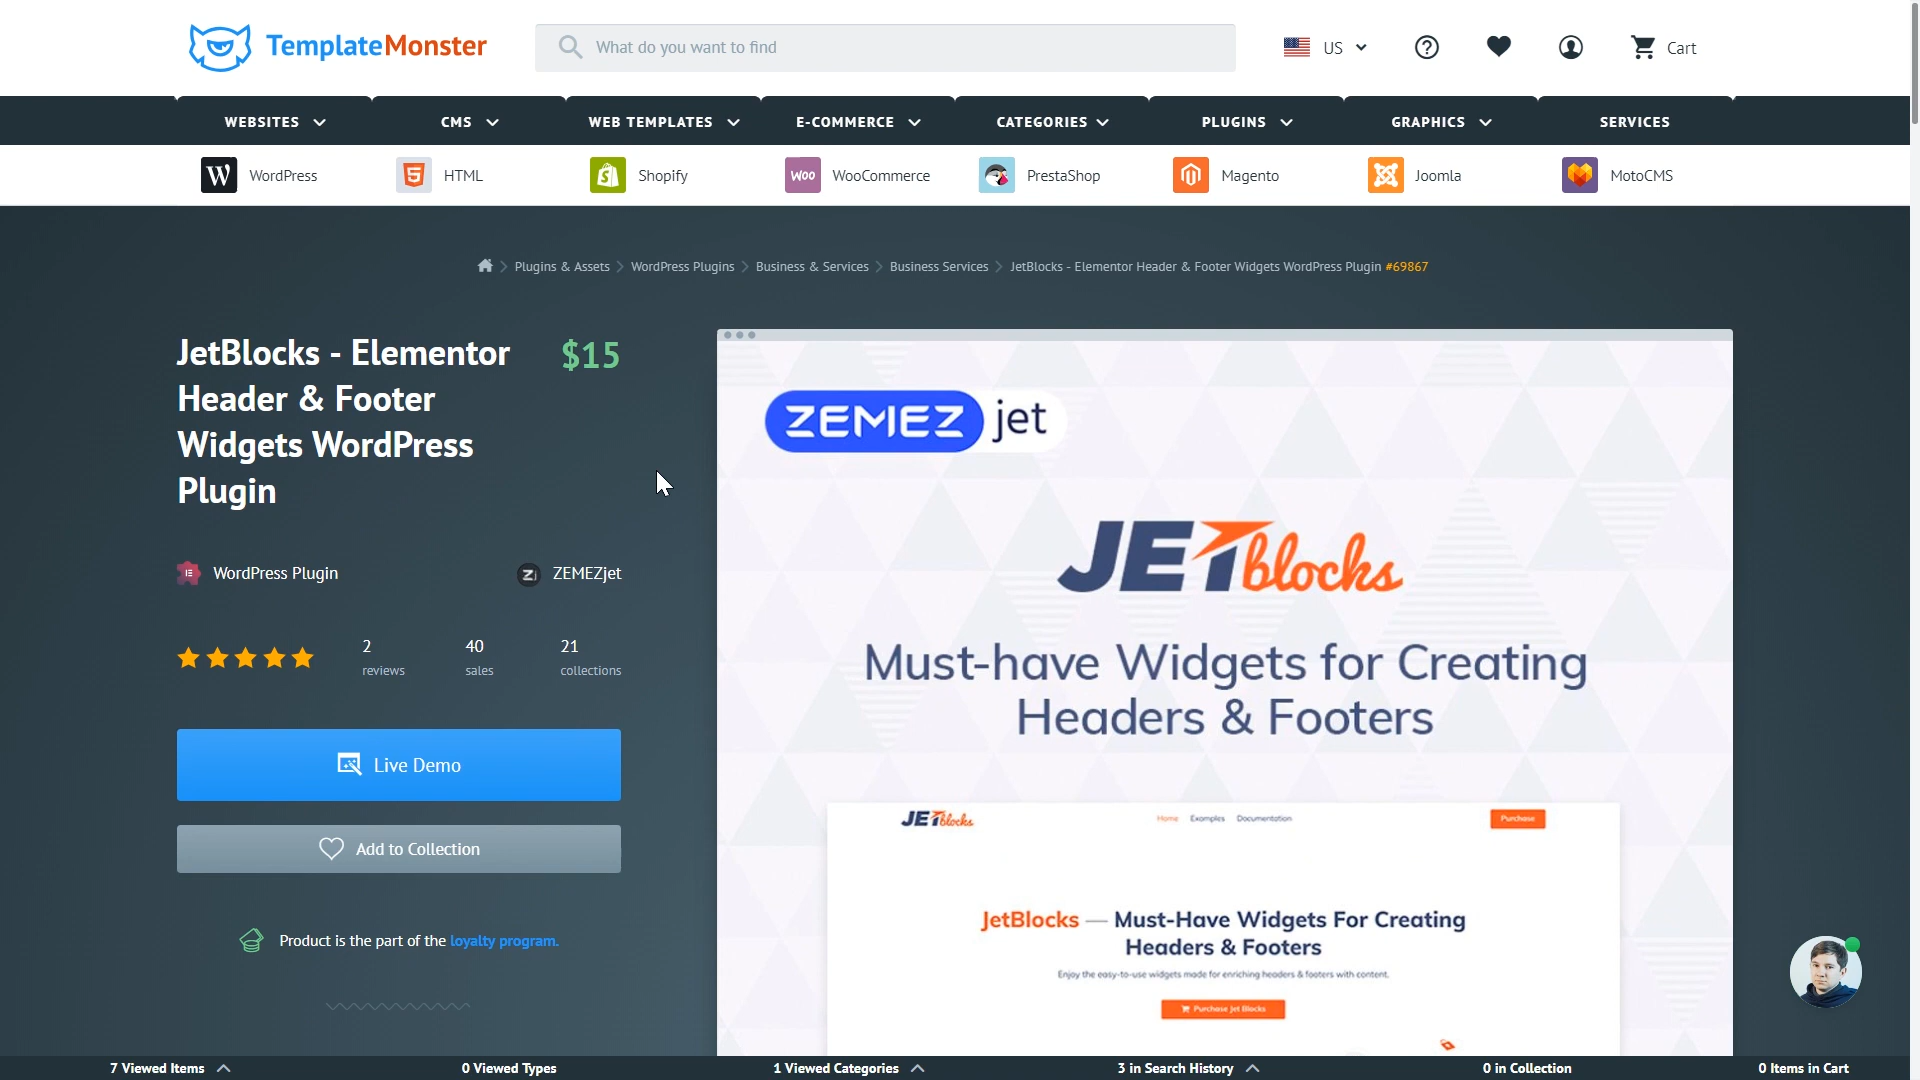 TemplateMonster
What do you want to find
US
Cart
WEBSITES
CMS
WEB TEMPLATES
E-COMMERCE
CATEGORIES
PLUGINS
GRAPHICS
SERVICES
WordPress
HTML
Shopify
Woo
WooCommerce
PrestaShop
Magento
Joomla
MotoCMS
Plugins & Assets
WordPress Plugins
Business & Services
Business Services
JetBlocks - Elementor Header & Footer Widgets WordPress Plugin #69867
JetBlocks - Elementor
Header & Footer
Widgets WordPress
Plugin
$15
WordPress Plugin
ZEMEZjet
2
reviews
40
sales
21
collections
Live Demo
Add to Collection
Product is the part of the loyalty program.
ZEMEZ jet
JETblocks
Must-have Widgets for Creating
Headers & Footers
JETblocks
Home
Examples
Documentation
Purchase
JetBlocks — Must-Have Widgets For Creating
Headers & Footers
Enjoy the easy-to-use widgets made for enriching headers & footers with content.
Purchase Jet Blocks
7 Viewed Items
0 Viewed Types
1 Viewed Categories
3 in Search History
0 in Collection
0 Items in Cart